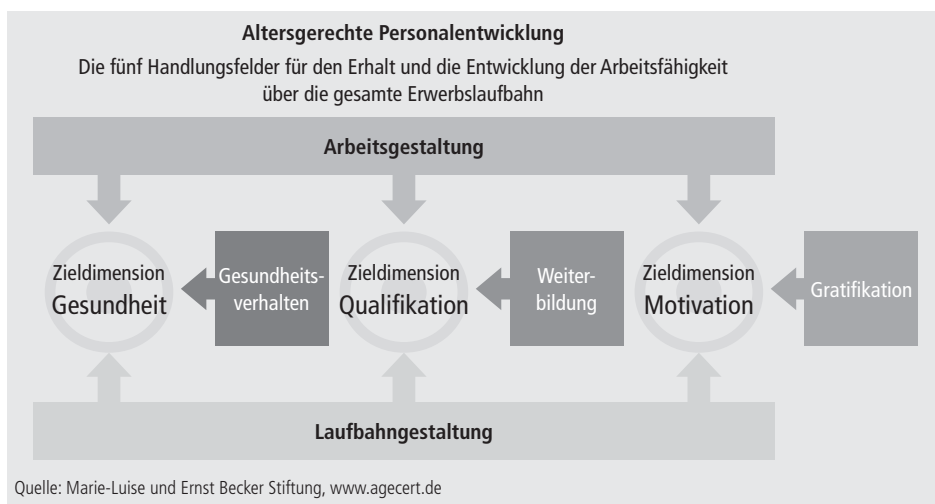 Altersgerechte Personalentwicklung
Die fünf Handlungsfelder für den Erhalt und die Entwicklung der Arbeitsfähigkeit
über die gesamte Erwerbslaufbahn
Arbeitsgestaltung
Zieldimension
Gesundheit
Gesundheits-
verhalten
Zieldimension
Qualifikation
Weiter-
bildung
Zieldimension
Motivation
Gratifikation
Laufbahngestaltung
Quelle: Marie-Luise und Ernst Becker Stiftung, www.agecert.de